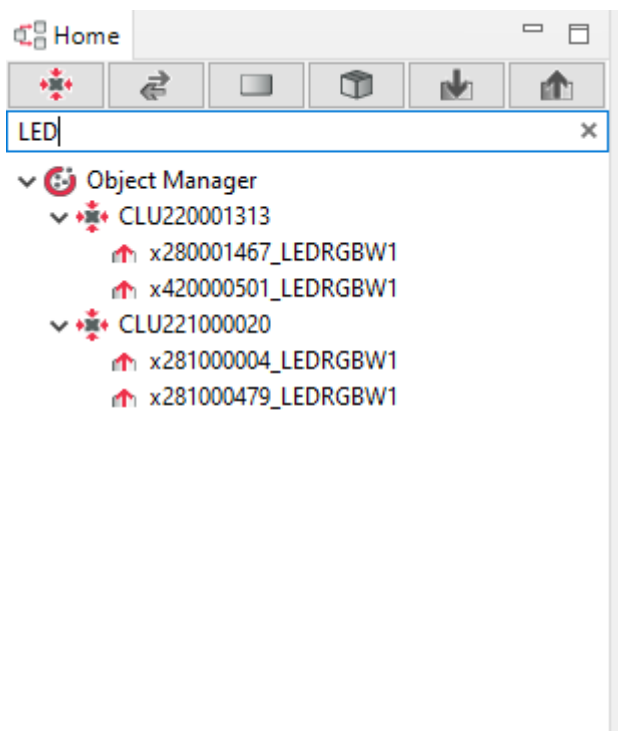 Home
LED
Object Manager
CLU220001313
x280001467_LEDRGBW1
x420000501_LEDRGBW1
CLU221000020
x281000004_LEDRGBW1
x281000479_LEDRGBW1